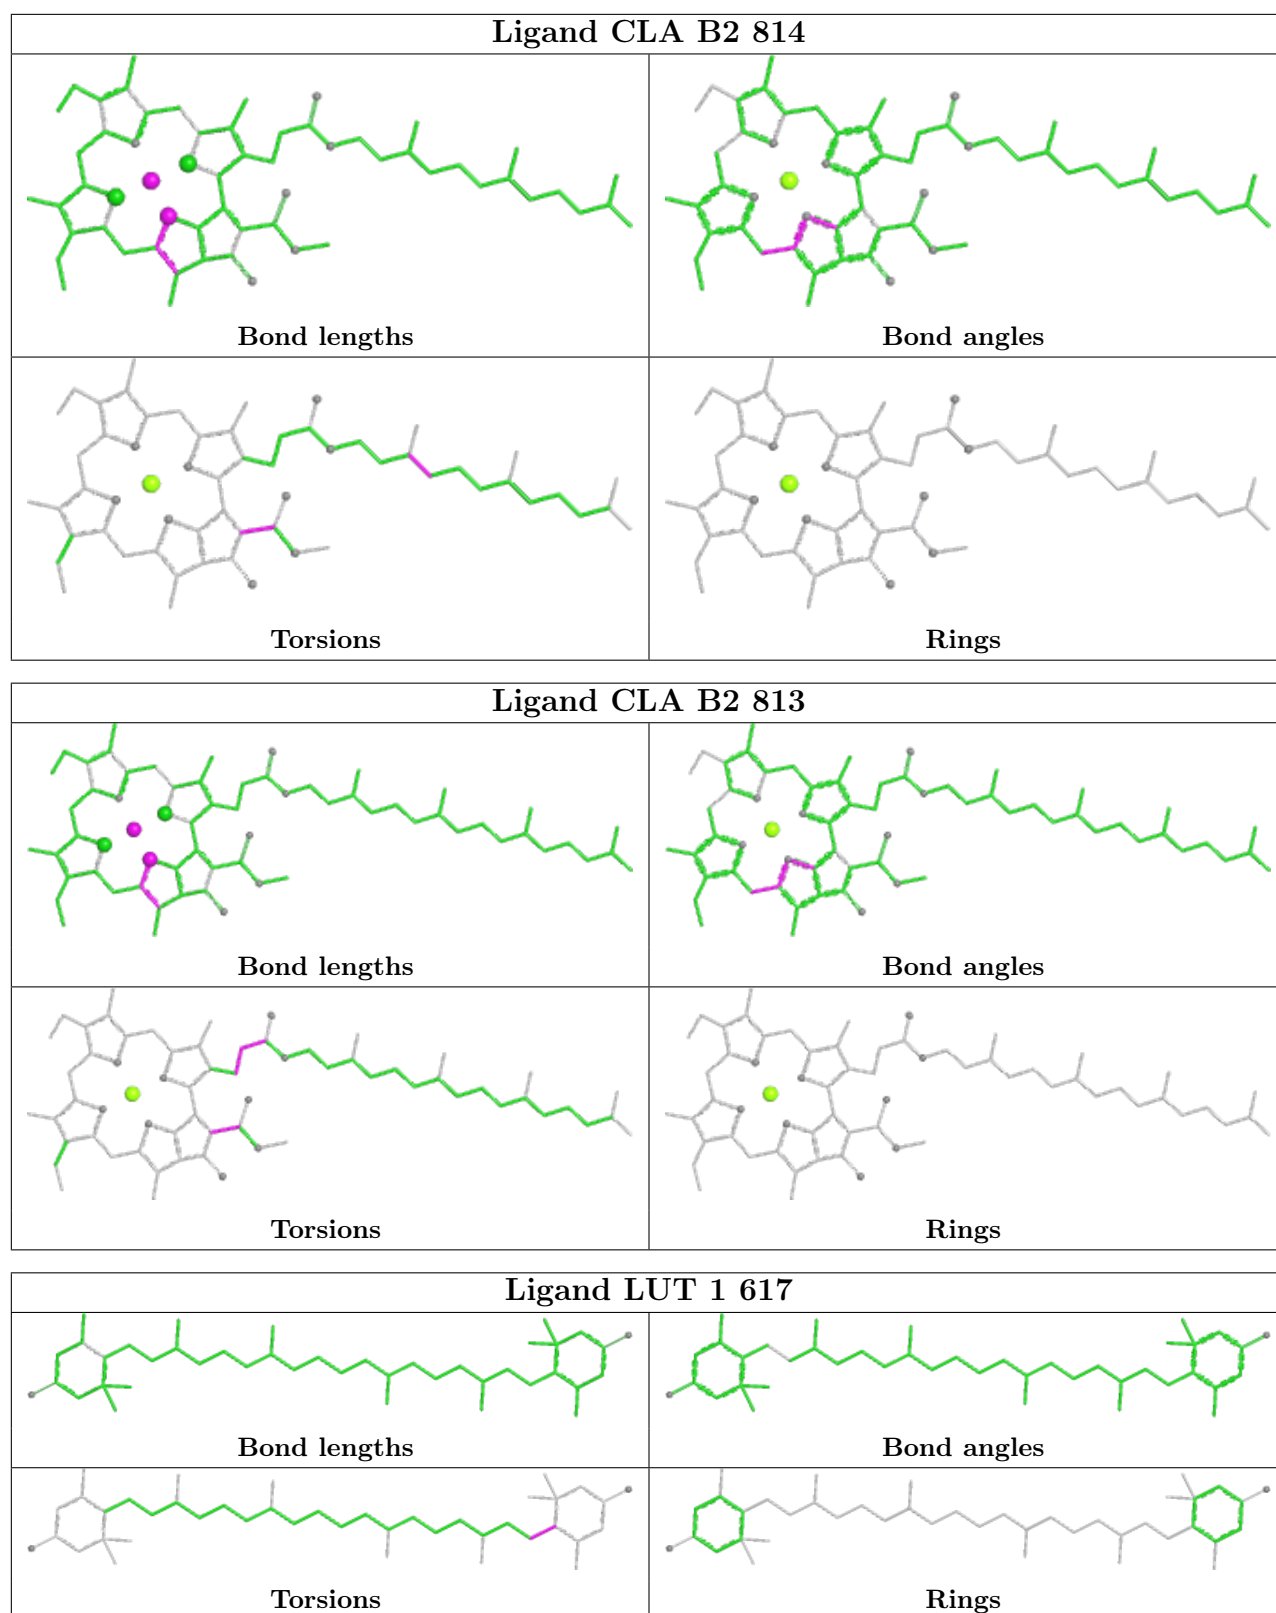 Ligand CLA B2 814
Bond lengths
Bond angles
Torsions
Rings
Ligand CLA B2 813
Bond lengths
Bond angles
Torsions
Rings
Ligand LUT 1 617
Bond lengths
Bond angles
Torsions
Rings